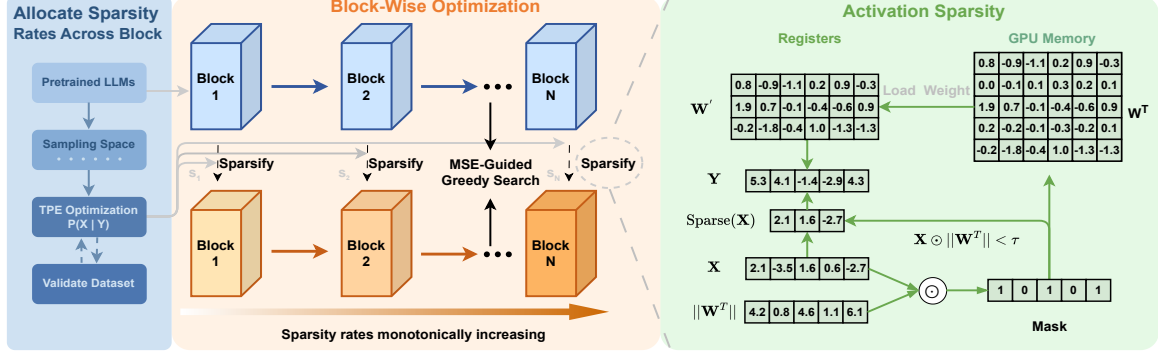 Allocate Sparsity
Rates Across Block
Pretrained LLMs
Sampling Space
......
TPE Optimization
P(X | Y)
Validate Dataset
Block-Wise Optimization
Block
1
Block
2
•••
Block
N
s₁
Sparsify
s₂
Sparsify
MSE-Guided
Greedy Search
s_N
Sparsify
Block
1
Block
2
•••
Block
N
Sparsity rates monotonically increasing
Activation Sparsity
Registers
GPU Memory
W'
0.8 -0.9 -1.1 0.2 0.9 -0.3
1.9 0.7 -0.1 -0.4 -0.6 0.9
-0.2 -1.8 -0.4 1.0 -1.3 -1.3
Load Weight
0.8 -0.9 -1.1 0.2 0.9 -0.3
0.0 -0.1 0.1 0.3 0.2 0.1
1.9 0.7 -0.1 -0.4 -0.6 0.9
0.2 -0.2 -0.1 -0.3 -0.2 0.1
-0.2 -1.8 -0.4 1.0 -1.3 -1.3
Wᵀ
Y
5.3 4.1 -1.4 -2.9 4.3
Sparse(X)
2.1 1.6 -2.7
X ⊙ ||Wᵀ|| < τ
X
2.1 -3.5 1.6 0.6 -2.7
⊙
1 0 1 0 1
||Wᵀ||
4.2 0.8 4.6 1.1 6.1
Mask